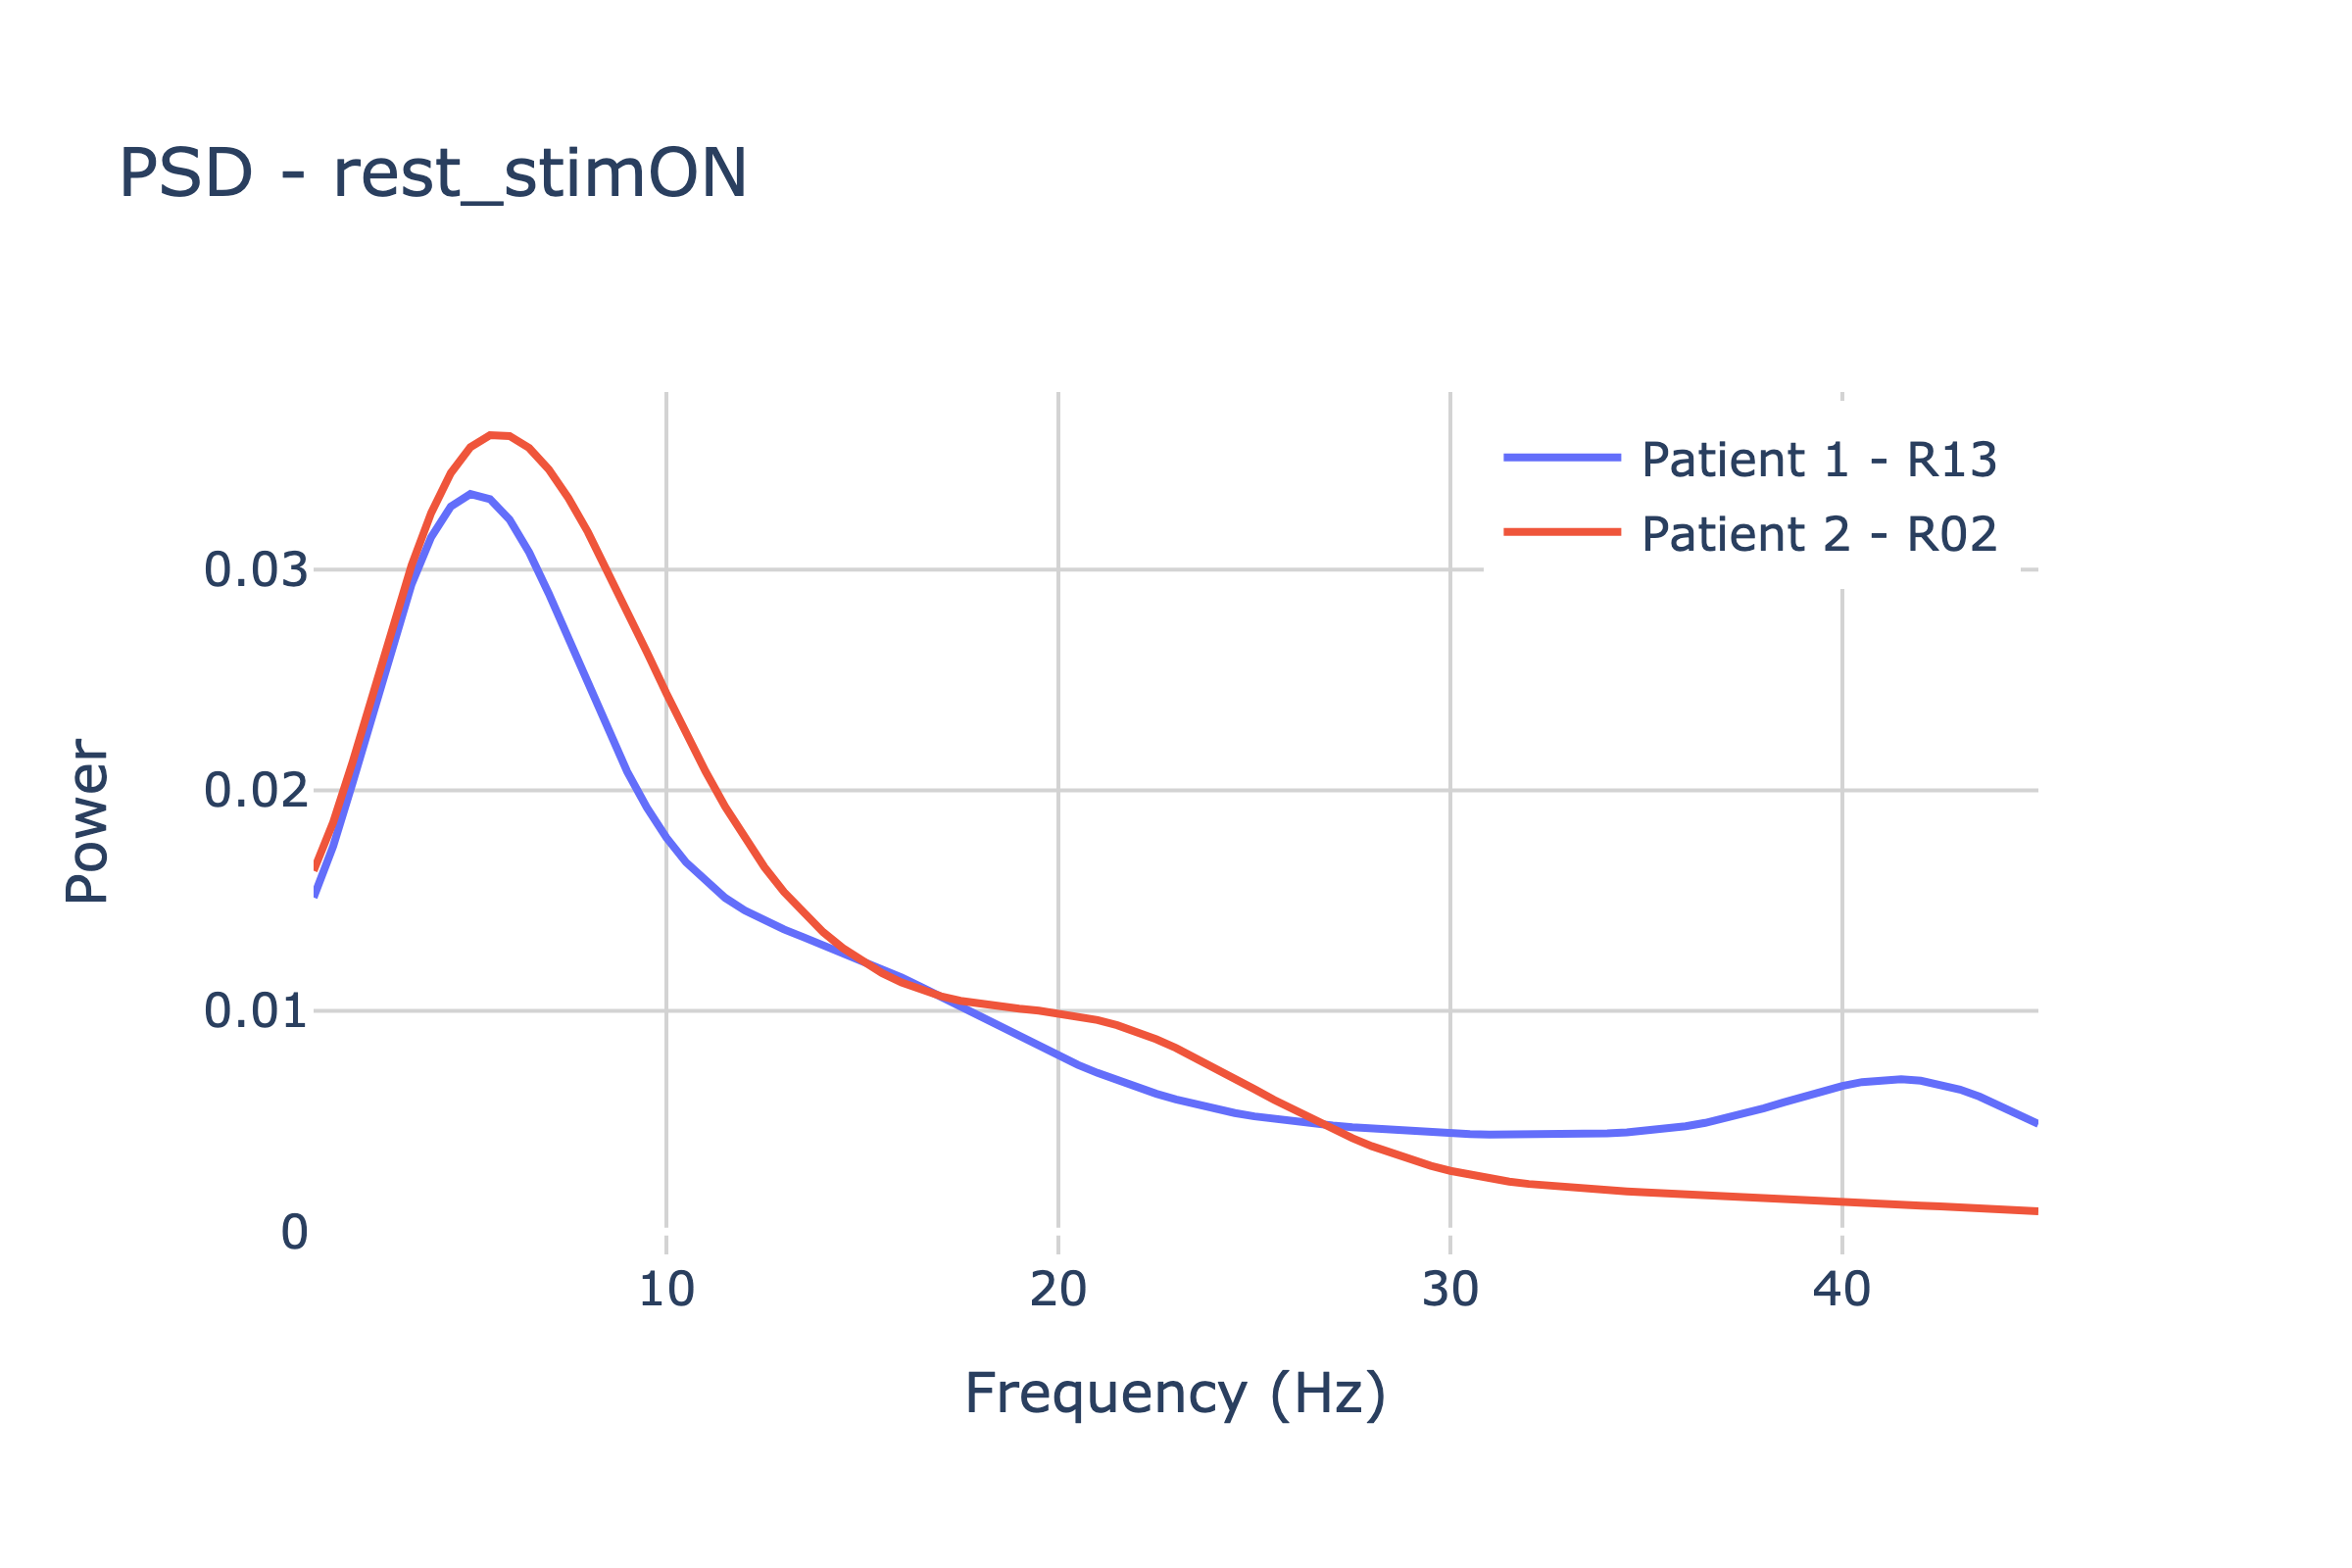 PSD - rest_stimON
Patient 1 - R13
Patient 2 - R02
0.03
0.02
0.01
0
Power
10 20 30 40
Frequency (Hz)